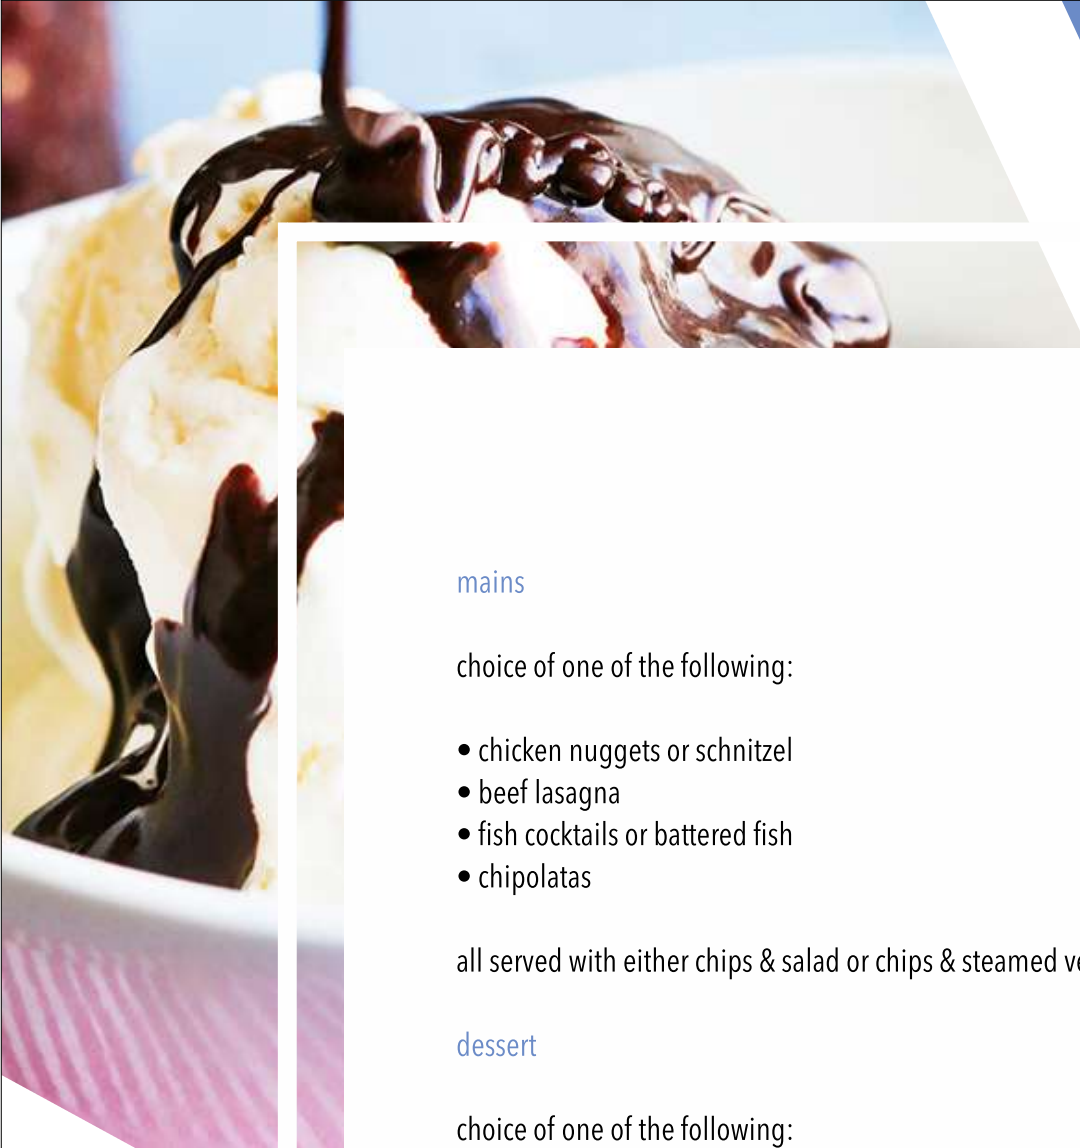 mains
choice of one of the following:
• chicken nuggets or schnitzel
• beef lasagna
• fish cocktails or battered fish
• chipolatas
all served with either chips & salad or chips & steamed
dessert
choice of one of the following: